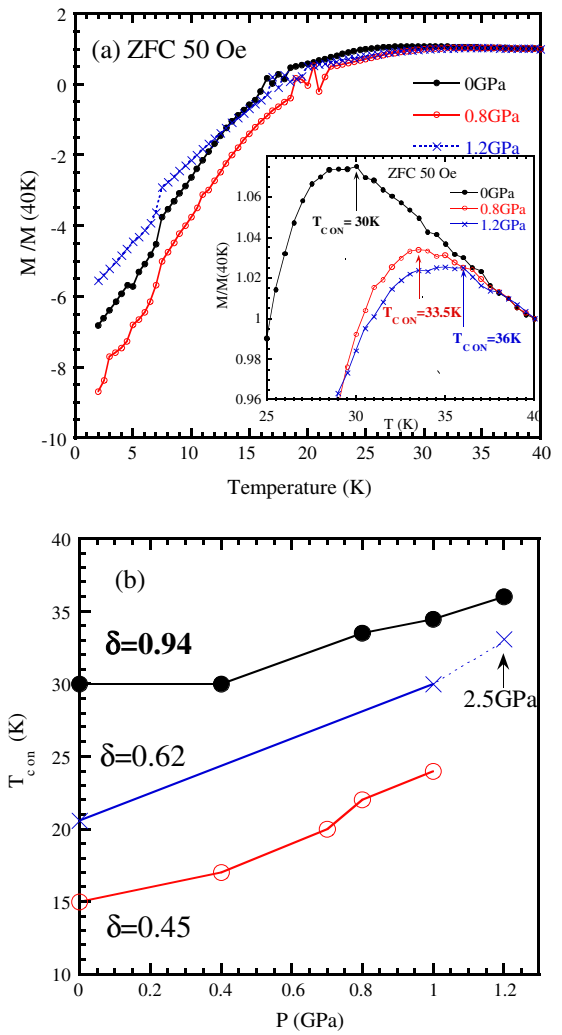 (a) ZFC 50 Oe
2
0
-2
-4
-6
-8
-10
M /M (40K)
0GPa
0.8GPa
1.2GPa
ZFC 50 Oe
0GPa
0.8GPa
1.2GPa
1.06
1.04
1.02
1
0.98
0.96
M/M(40K)
T C ON = 30K
T C ON =33.5K
T C ON =36K
25 30 35 40
T (K)
0 5 10 15 20 25 30 35 40
Temperature (K)
(b)
40
35
30
25
20
15
10
T c on (K)
δ=0.94
δ=0.62
δ=0.45
2.5GPa
0 0.2 0.4 0.6 0.8 1 1.2
P (GPa)